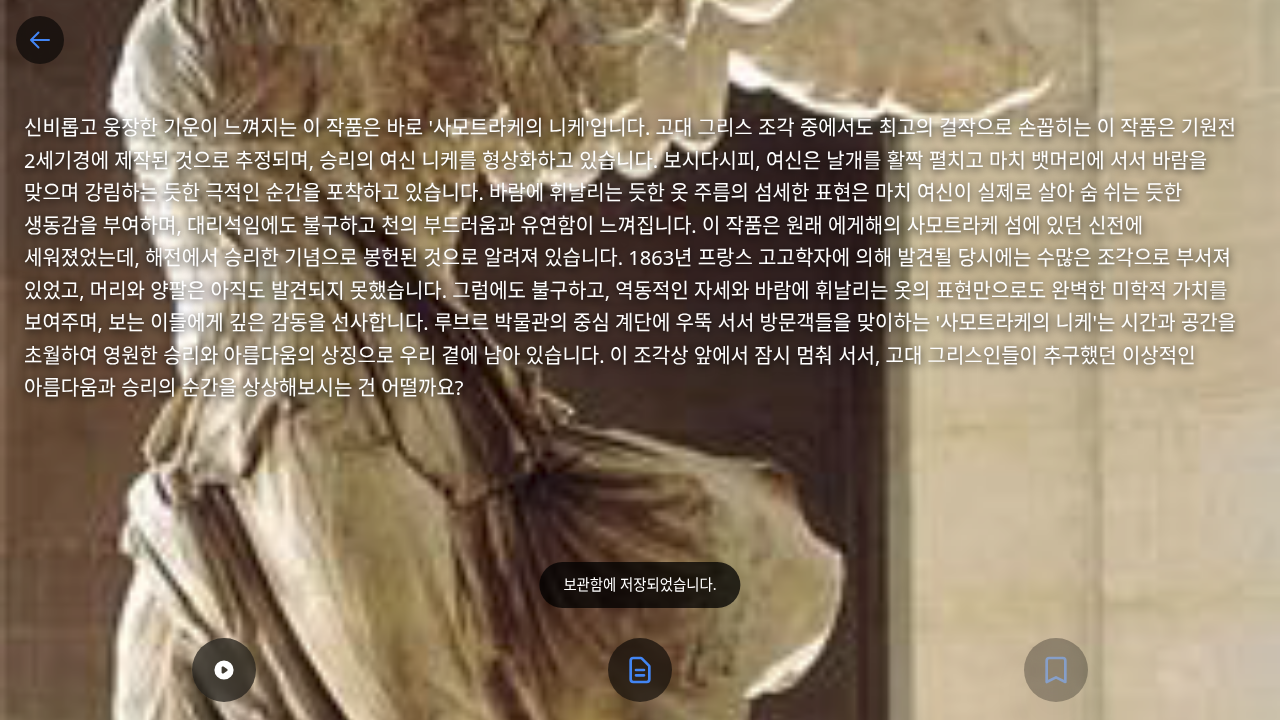 신비롭고 웅장한 기운이 느껴지는 이 작품은 바로 '사모트라케의 니케'입니다. 고대 그리스 조각 중에서도 최고의 걸작으로 손꼽히는 이 작품은 기원전
2세기경에 제작된 것으로 추정되며, 승리의 여신 니케를 형상화하고 있습니다. 보시다시피, 여신은 날개를 활짝 펼치고 마치 뱃머리에 서서 바람을
맞으며 강림하는 듯한 극적인 순간을 포착하고 있습니다. 바람에 휘날리는 듯한 옷 주름의 섬세한 표현은 마치 여신이 실제로 살아 숨 쉬는 듯한
생동감을 부여하며, 대리석임에도 불구하고 천의 부드러움과 유연함이 느껴집니다. 이 작품은 원래 에게해의 사모트라케 섬에 있던 신전에
세워졌었는데, 해전에서 승리한 기념으로 봉헌된 것으로 알려져 있습니다. 1863년 프랑스 고고학자에 의해 발견될 당시에는 수많은 조각으로 부서져
있었고, 머리와 양팔은 아직도 발견되지 못했습니다. 그럼에도 불구하고, 역동적인 자세와 바람에 휘날리는 옷의 표현만으로도 완벽한 미학적 가치를
보여주며, 보는 이들에게 깊은 감동을 선사합니다. 루브르 박물관의 중심 계단에 우뚝 서서 방문객들을 맞이하는 '사모트라케의 니케'는 시간과 공간을
초월하여 영원한 승리와 아름다움의 상징으로 우리 곁에 남아 있습니다. 이 조각상 앞에서 잠시 멈춰 서서, 고대 그리스인들이 추구했던 이상적인
아름다움과 승리의 순간을 상상해보시는 건 어떨까요?
보관함에 저장되었습니다.